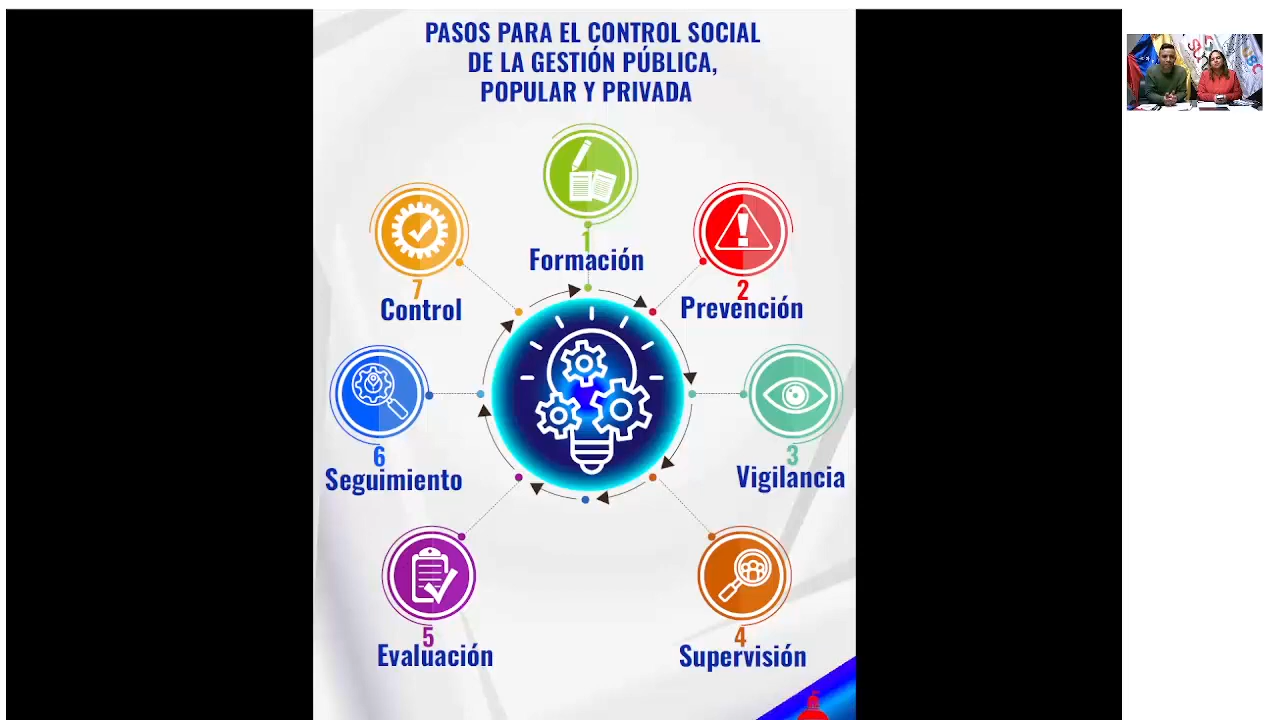 PASOS PARA EL CONTROL SOCIAL
DE LA GESTIÓN PÚBLICA,
POPULAR Y PRIVADA
1
Formación
2
Prevención
3
Vigilancia
4
Supervisión
5
Evaluación
6
Seguimiento
7
Control